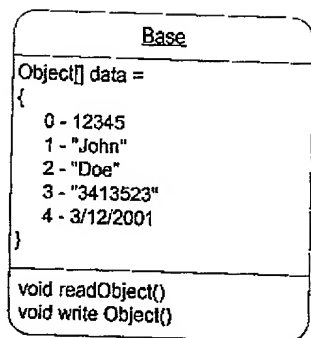 Base
Object[] data =
{
0 - 12345
1 - "John"
2 - "Doe"
3 - "3413523"
4 - 3/12/2001
}
void readObject()
void write Object()